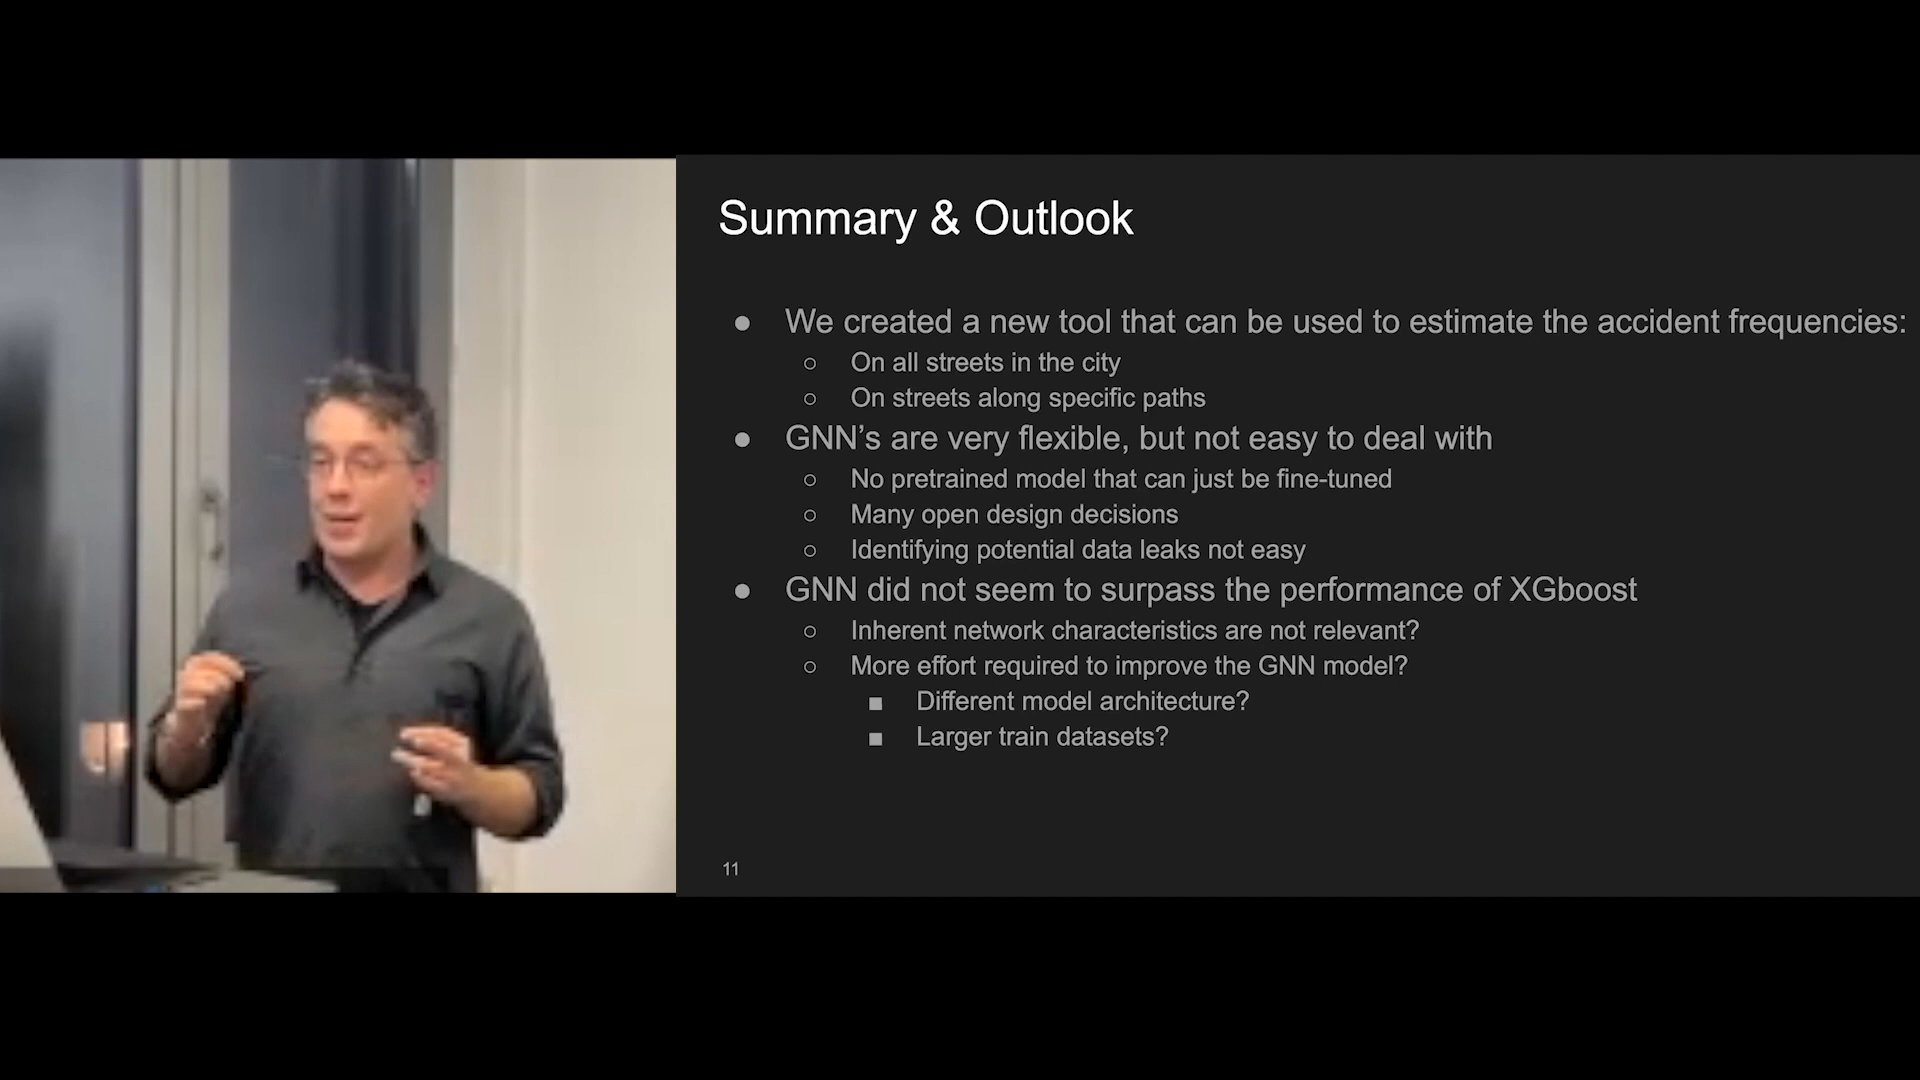 Summary & Outlook
● We created a new tool that can be used to estimate the accident frequencies:
○ On all streets in the city
○ On streets along specific paths
● GNN’s are very flexible, but not easy to deal with
○ No pretrained model that can just be fine-tuned
○ Many open design decisions
○ Identifying potential data leaks not easy
● GNN did not seem to surpass the performance of XGboost
○ Inherent network characteristics are not relevant?
○ More effort required to improve the GNN model?
■ Different model architecture?
■ Larger train datasets?
11